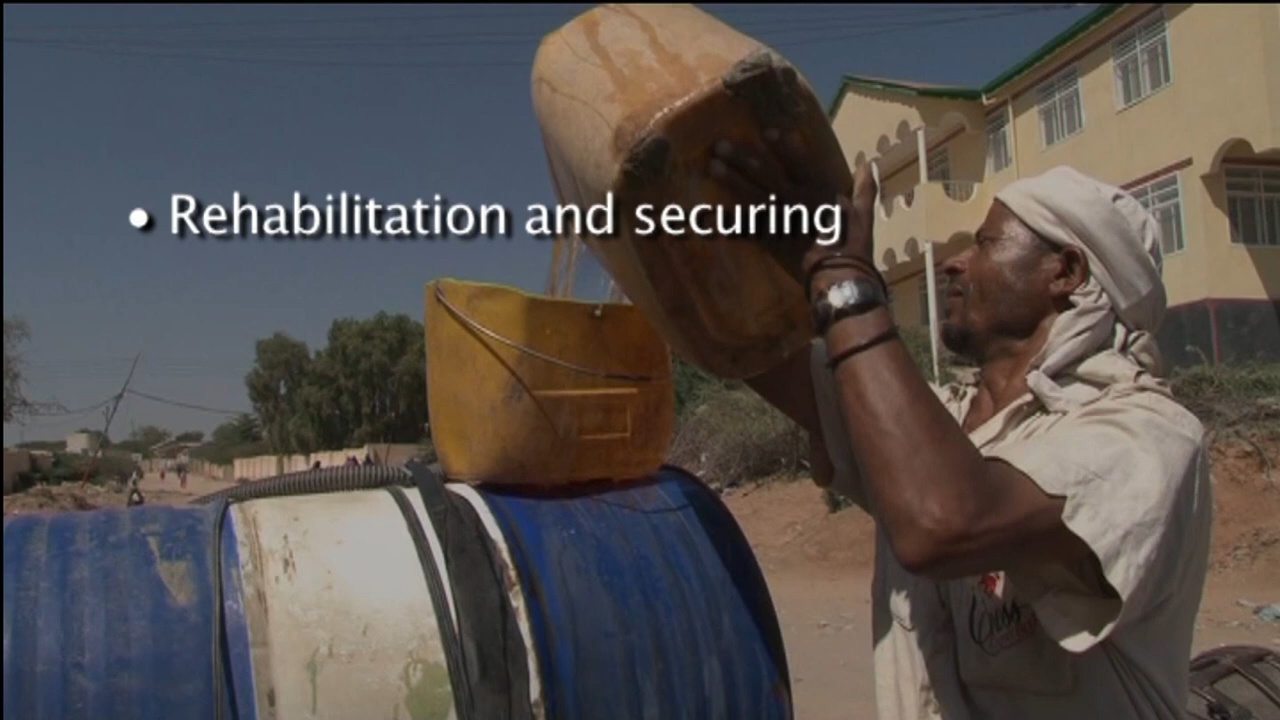 • Rehabilitation and securing